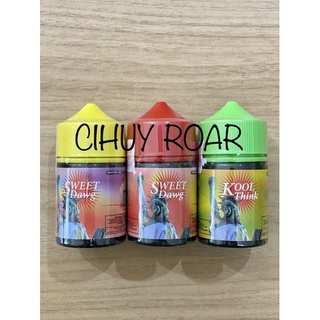 CIHUY ROAR
SWEET
Dawg
SWEET
Dawg
KOOL
Think